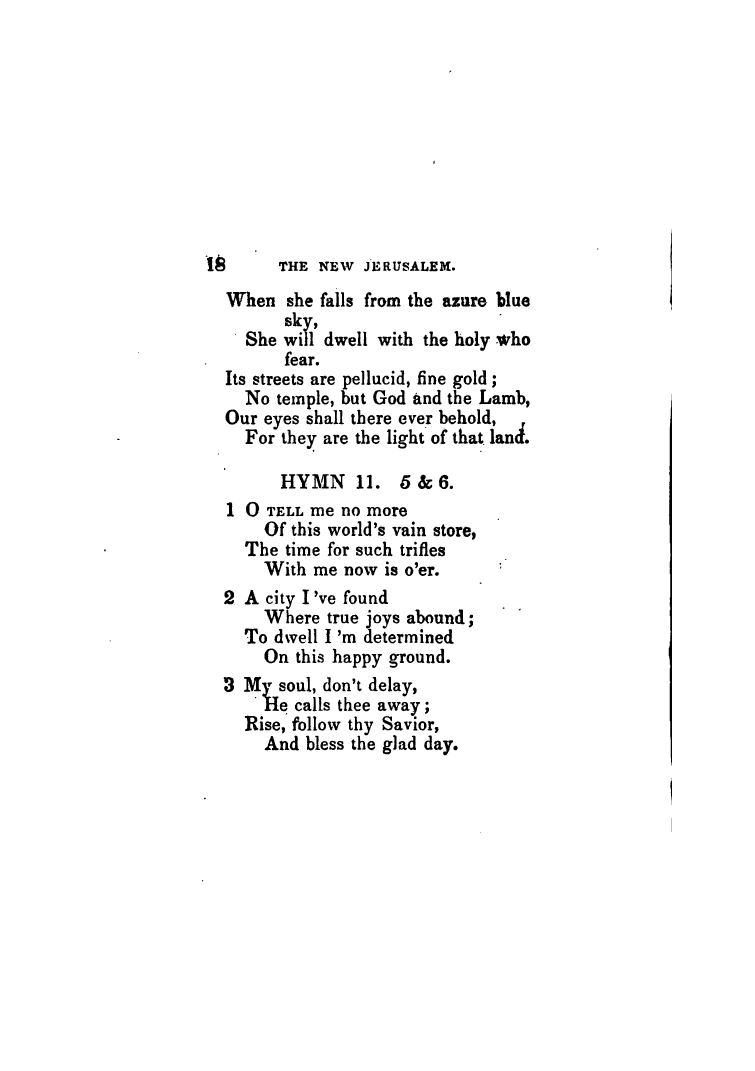 18 THE NEW JERUSALEM.
When she falls from the azure blue
sky,
She will dwell with the holy who
fear.
Its streets are pellucid, fine gold ;
No temple, but God and the Lamb,
Our eyes shall there ever behold,
For they are the light of that land.
HYMN 11. 5 & 6.
1 O TELL me no more
Of this world's vain store,
The time for such trifles
With me now is o'er.
2 A city I 've found
Where true joys abound ;
To dwell I 'm determined
On this happy ground.
3 My soul, don't delay,
He calls thee away ;
Rise, follow thy Savior,
And bless the glad day.